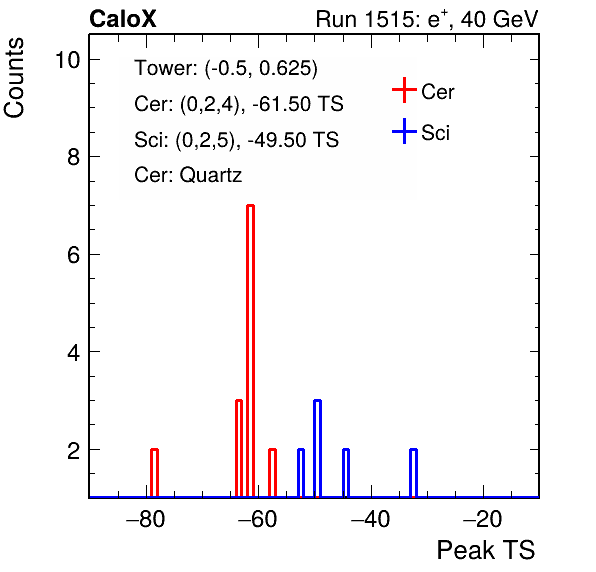 CaloX Run 1515: e⁺, 40 GeV
Counts
Tower: (-0.5, 0.625)
Cer: (0,2,4), -61.50 TS
Sci: (0,2,5), -49.50 TS
Cer: Quartz
Cer
Sci
10
8
6
4
2
−80 −60 −40 −20
Peak TS